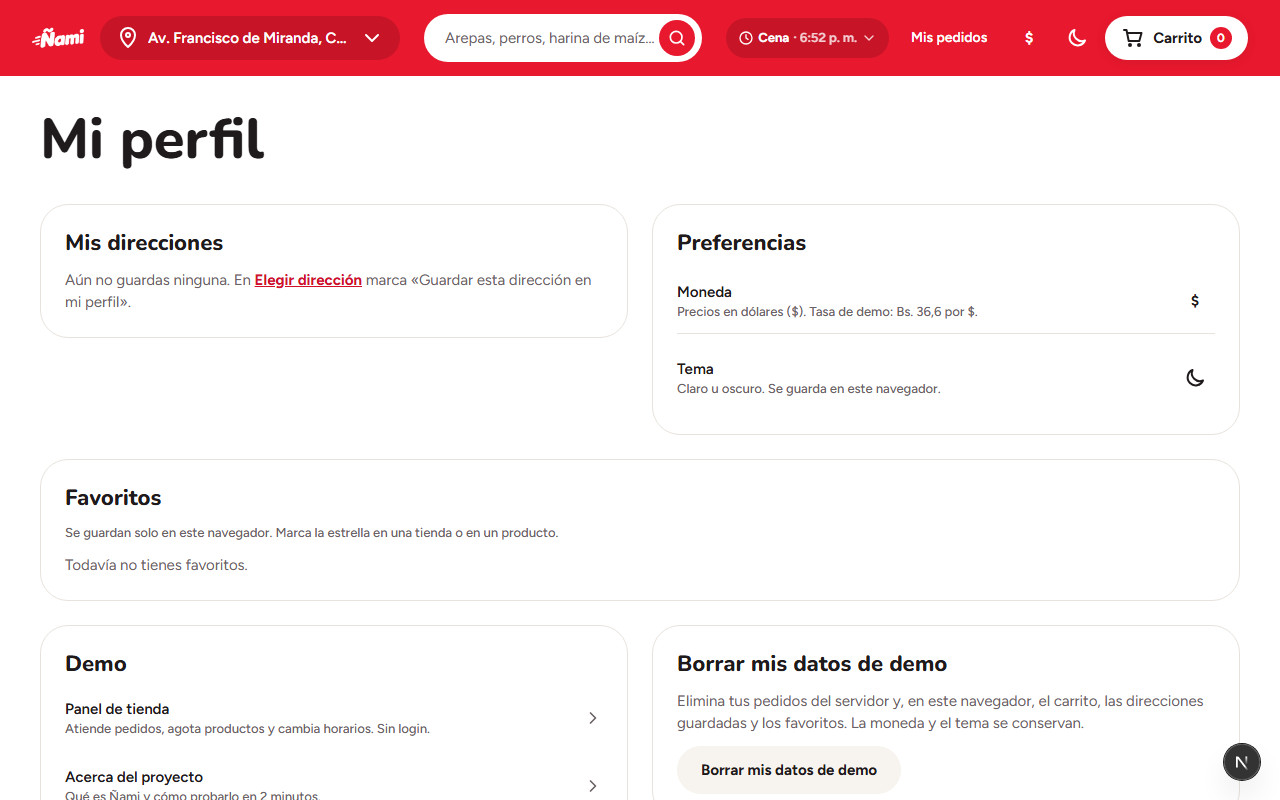 Ñami
Av. Francisco de Miranda, C...
Arepas, perros, harina de maíz...
Cena · 6:52 p. m.
Mis pedidos
$
Carrito 0
Mi perfil
Mis direcciones
Aún no guardas ninguna. En Elegir dirección marca «Guardar esta dirección en
mi perfil».
Preferencias
Moneda
Precios en dólares ($). Tasa de demo: Bs. 36,6 por $.
$
Tema
Claro u oscuro. Se guarda en este navegador.
Favoritos
Se guardan solo en este navegador. Marca la estrella en una tienda o en un producto.
Todavía no tienes favoritos.
Demo
Panel de tienda
Atiende pedidos, agota productos y cambia horarios. Sin login.
Acerca del proyecto
Qué es Ñami y cómo probarlo en 2 minutos.
Borrar mis datos de demo
Elimina tus pedidos del servidor y, en este navegador, el carrito, las direcciones
guardadas y los favoritos. La moneda y el tema se conservan.
Borrar mis datos de demo
N